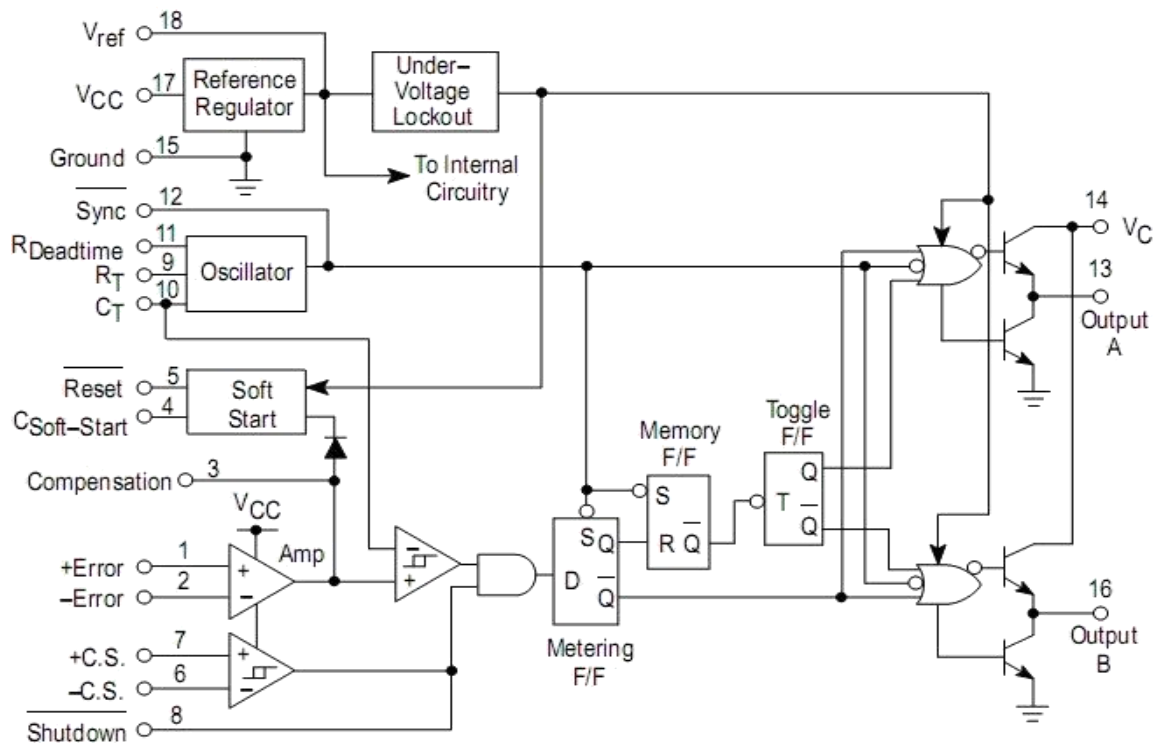 Vref 18
VCC 17
Reference
Regulator
Under–
Voltage
Lockout
Ground 15
To Internal
Circuitry
Sync 12
RDeadtime 11
RT 9
CT 10
Oscillator
14 VC
13
Output
A
Reset 5
CSoft–Start 4
Soft
Start
Compensation 3
Memory
F/F
Toggle
F/F
S
R Q
T
Q
Q
VCC
Amp
+Error 1
–Error 2
+
–
–
+
S Q
D
Q
Metering
F/F
16
Output
B
+C.S. 7
–C.S. 6
+
–
Shutdown 8